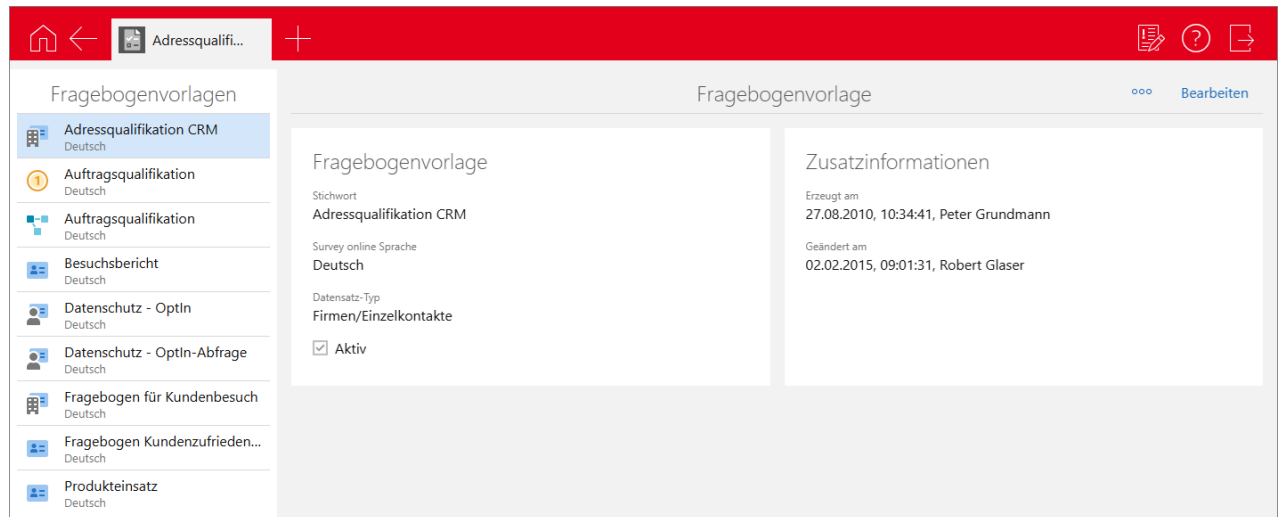 Adressqualifi...
Fragebogenvorlagen
Adressqualifikation CRM
Deutsch
1
Auftragsqualifikation
Deutsch
Auftragsqualifikation
Deutsch
Besuchsbericht
Deutsch
Datenschutz - OptIn
Deutsch
Datenschutz - OptIn-Abfrage
Deutsch
Fragebogen für Kundenbesuch
Deutsch
Fragebogen Kundenzufrieden...
Deutsch
Produkteinsatz
Deutsch
Fragebogenvorlage
Bearbeiten
Fragebogenvorlage
Stichwort
Adressqualifikation CRM
Survey online Sprache
Deutsch
Datensatz-Typ
Firmen/Einzelkontakte
Aktiv
Zusatzinformationen
Erzeugt am
27.08.2010, 10:34:41, Peter Grundmann
Geändert am
02.02.2015, 09:01:31, Robert Glaser